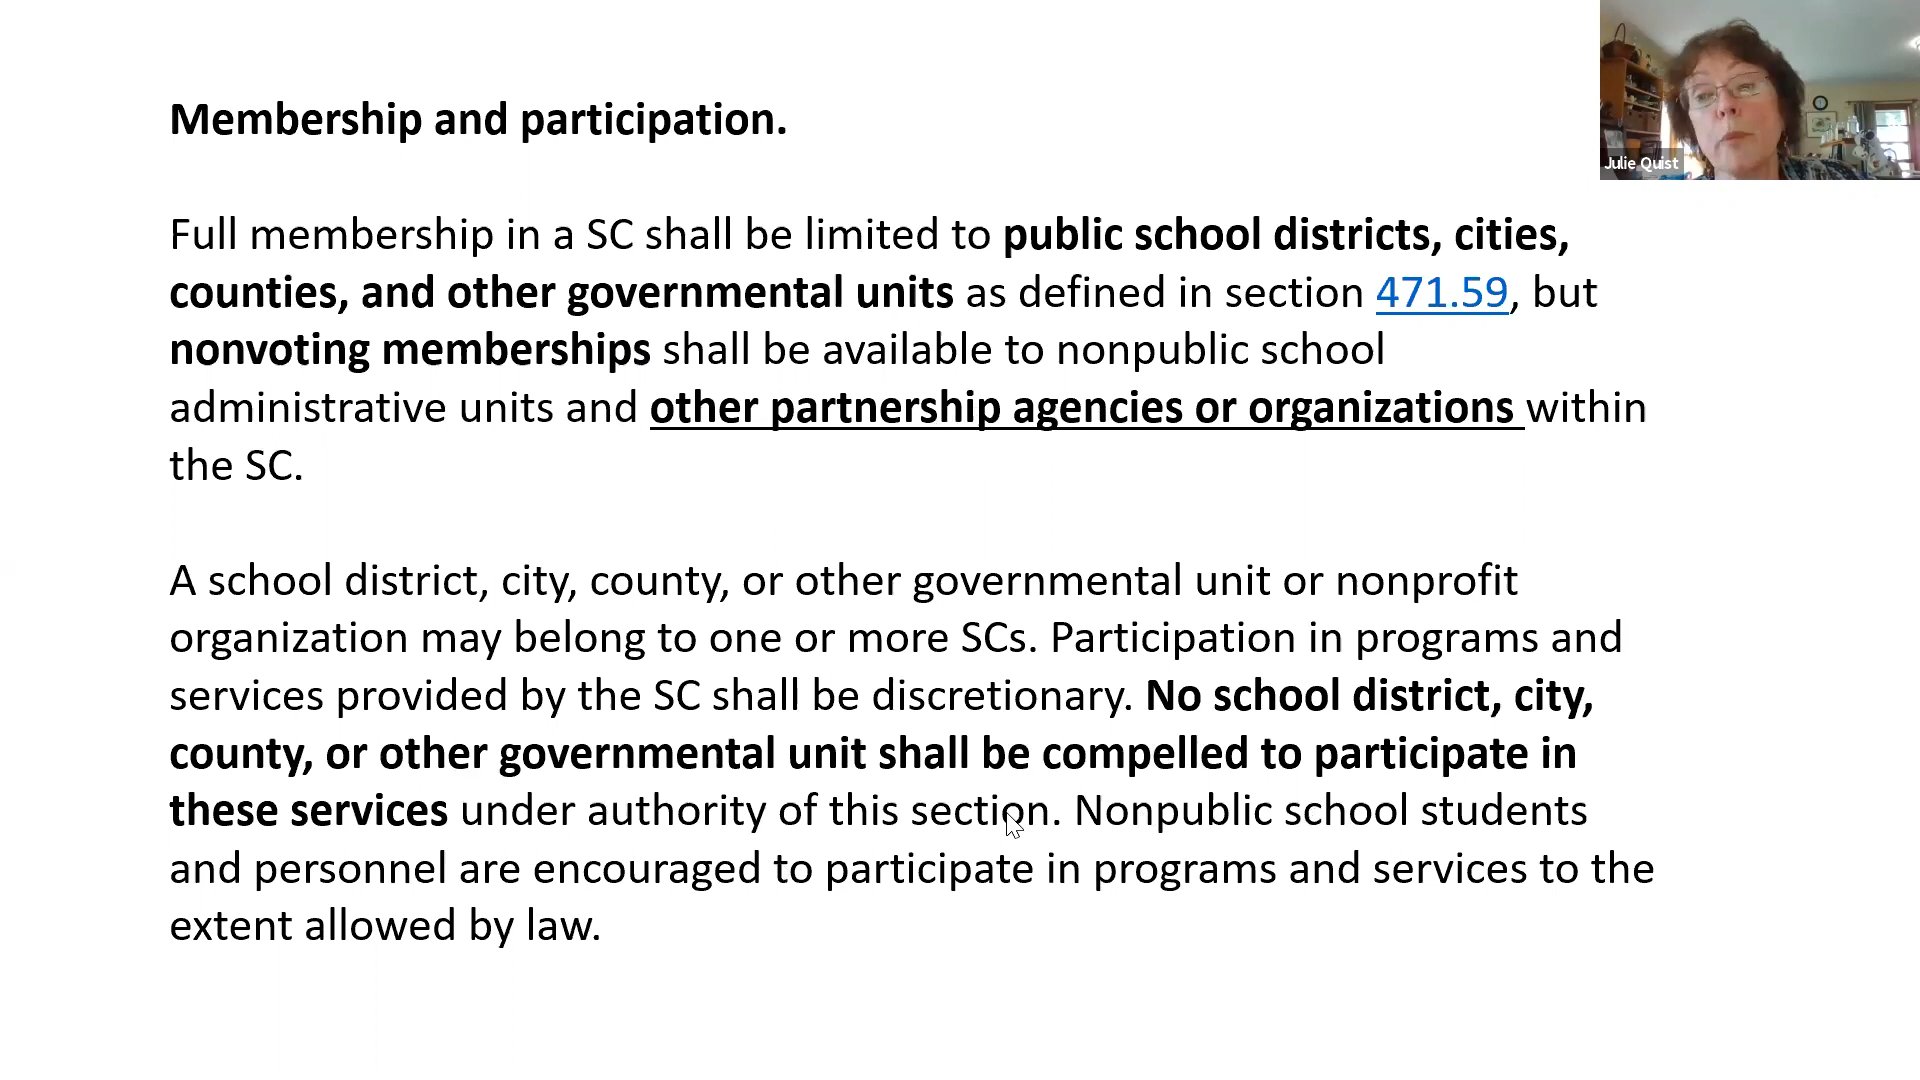 Membership and participation.
Julie Quist
Full membership in a SC shall be limited to public school districts, cities,
counties, and other governmental units as defined in section 471.59, but
nonvoting memberships shall be available to nonpublic school
administrative units and other partnership agencies or organizations within
the SC.
A school district, city, county, or other governmental unit or nonprofit
organization may belong to one or more SCs. Participation in programs and
services provided by the SC shall be discretionary. No school district, city,
county, or other governmental unit shall be compelled to participate in
these services under authority of this section. Nonpublic school students
and personnel are encouraged to participate in programs and services to the
extent allowed by law.